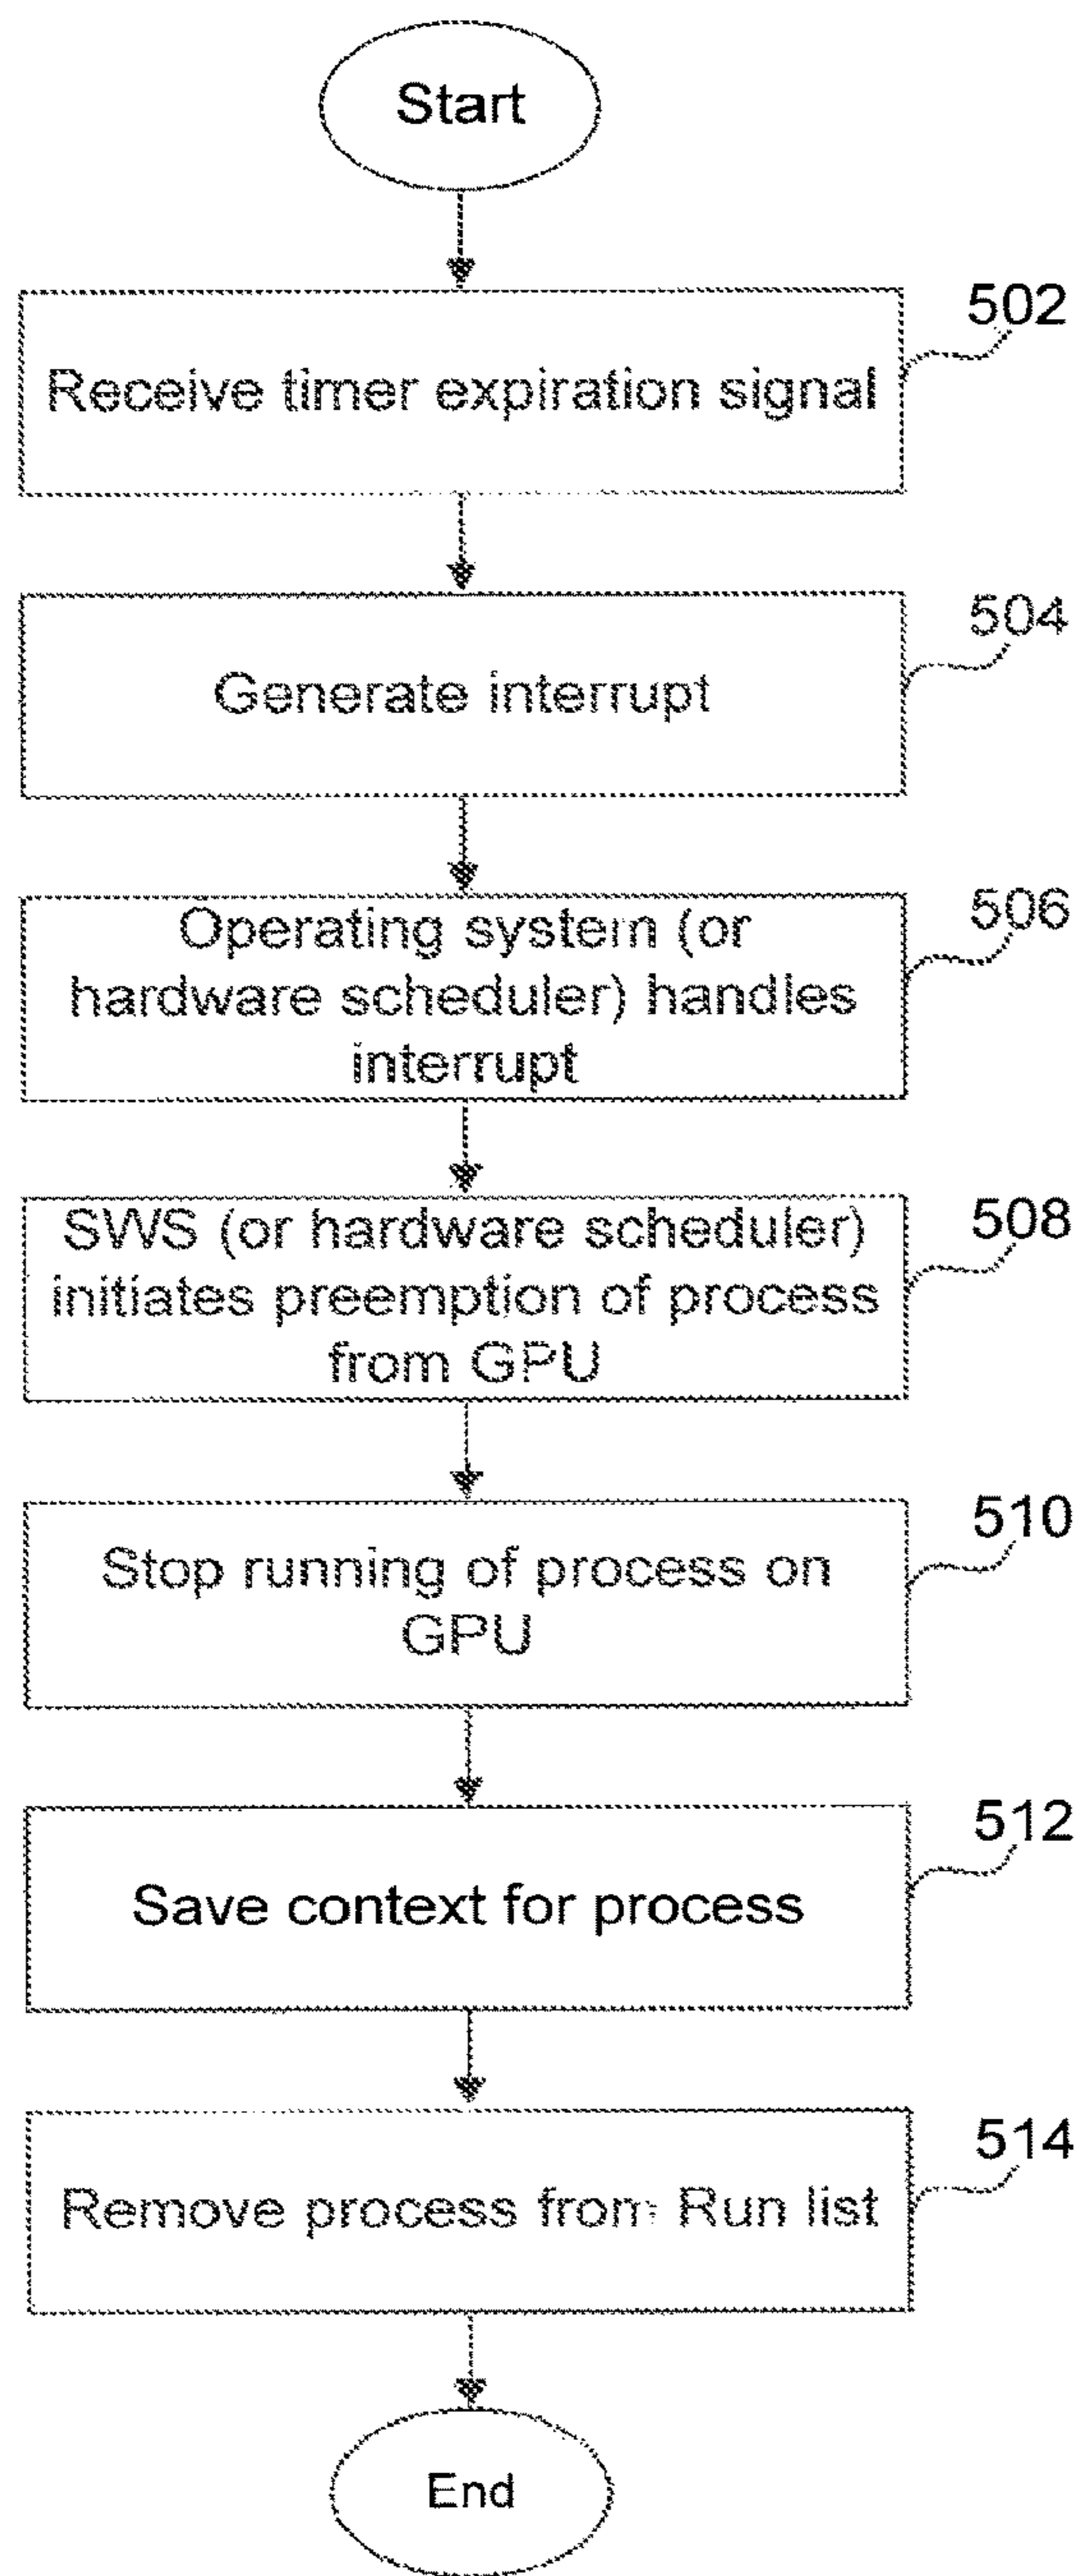 Start
502
Receive timer expiration signal
504
Generate interrupt
506
Operating system (or
hardware scheduler) handles
interrupt
508
SWS (or hardware scheduler)
initiates preemption of process
from GPU
510
Stop running of process on
GPU
512
Save context for process
514
Remove process from Run list
End